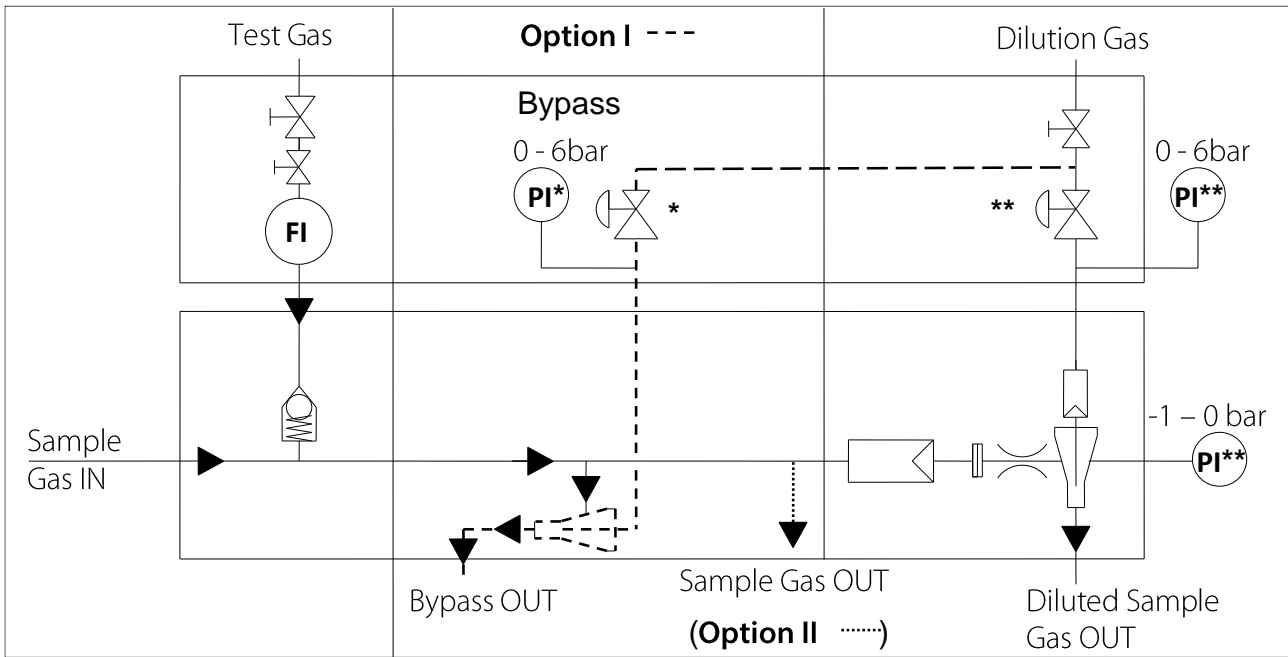 Test Gas
Option I ---
Dilution Gas
Bypass
0 - 6bar
0 - 6bar
PI*
*
**
PI**
FI
-1 – 0 bar
Sample
Gas IN
PI**
Bypass OUT
Sample Gas OUT
(Option II ........)
Diluted Sample
Gas OUT